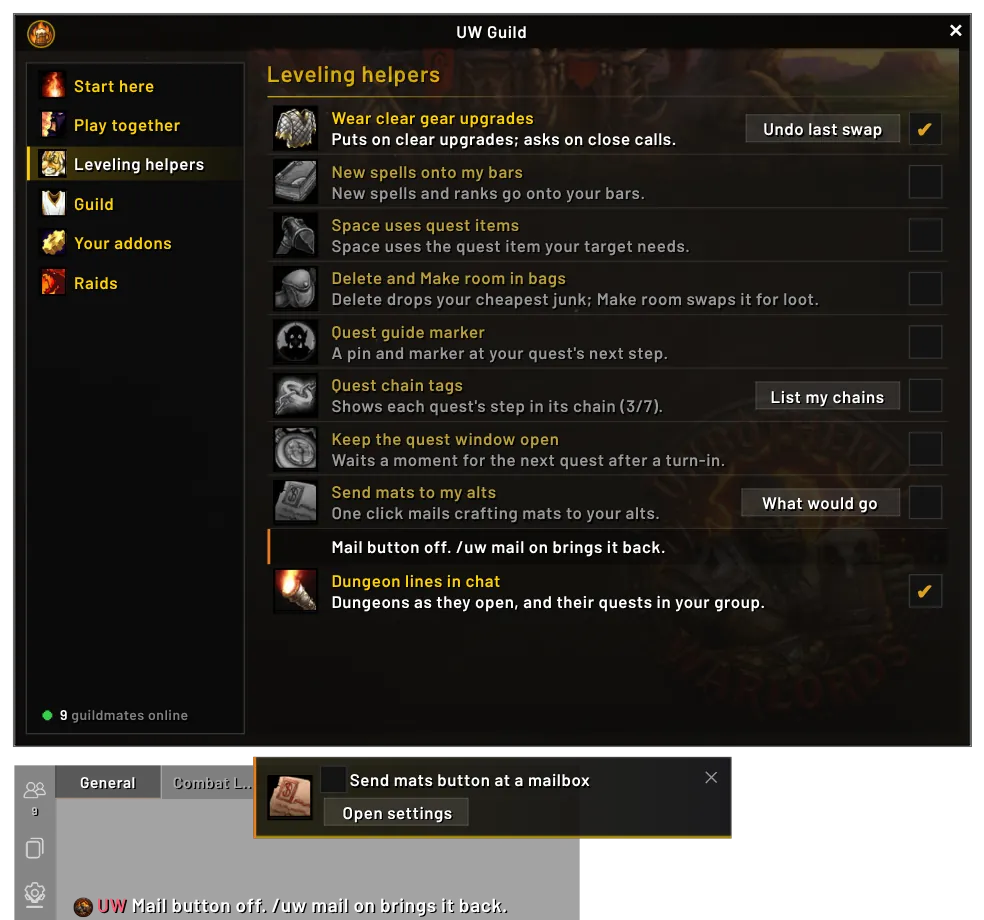 UW Guild
Start here
Play together
Leveling helpers
Guild
Your addons
Raids
9 guildmates online
Leveling helpers
Wear clear gear upgrades
Puts on clear upgrades; asks on close calls.
Undo last swap
New spells onto my bars
New spells and ranks go onto your bars.
Space uses quest items
Space uses the quest item your target needs.
Delete and Make room in bags
Delete drops your cheapest junk; Make room swaps it for loot.
Quest guide marker
A pin and marker at your quest's next step.
Quest chain tags
Shows each quest's step in its chain (3/7).
List my chains
Keep the quest window open
Waits a moment for the next quest after a turn-in.
Send mats to my alts
One click mails crafting mats to your alts.
What would go
Mail button off. /uw mail on brings it back.
Dungeon lines in chat
Dungeons as they open, and their quests in your group.
WARLORDS
9
General
Combat L...
Send mats button at a mailbox
Open settings
UW Mail button off. /uw mail on brings it back.